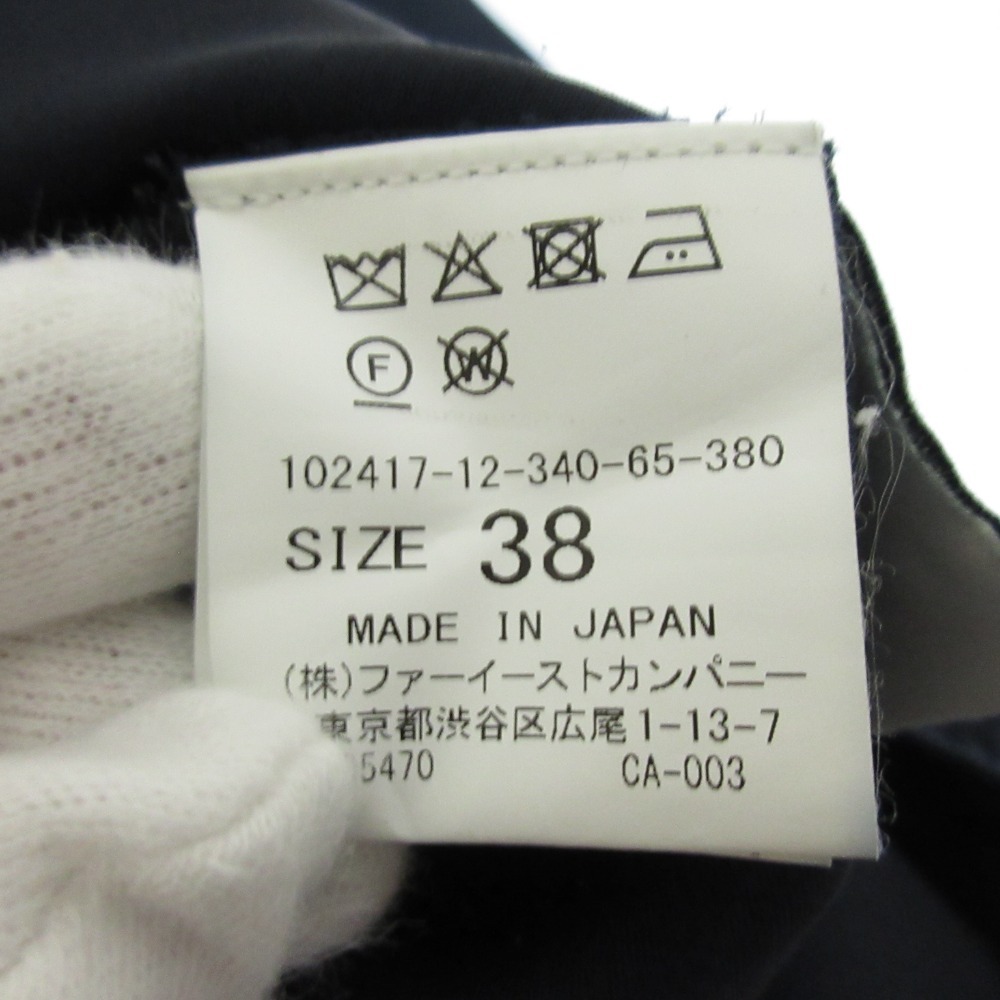 F W
102417-12-340-65-380
SIZE 38
MADE IN JAPAN
(株)ファーイーストカンパニー
東京都渋谷区広尾1-13-7
5470 CA-003